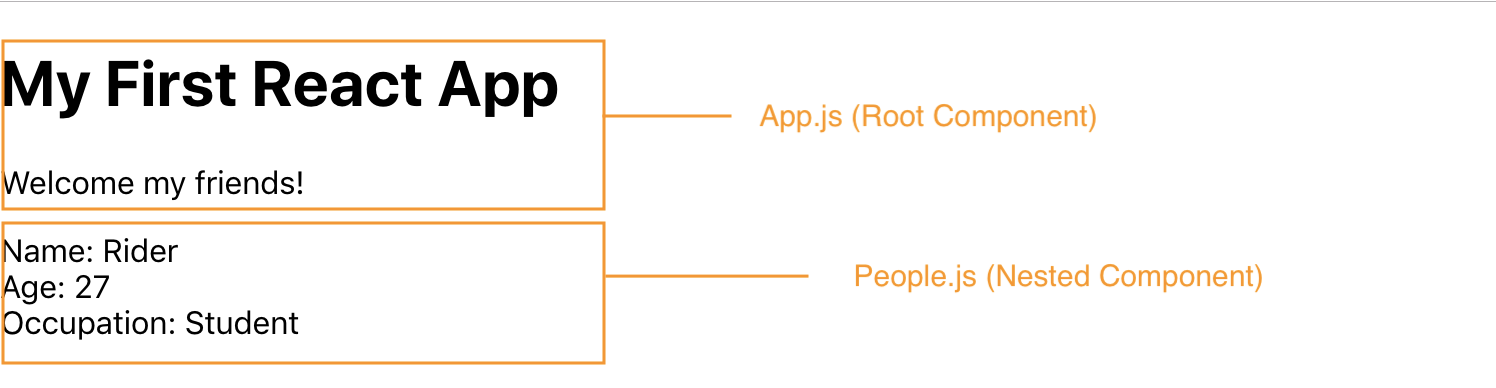 My First React App
App.js (Root Component)
Welcome my friends!
Name: Rider
Age: 27
People.js (Nested Component)
Occupation: Student